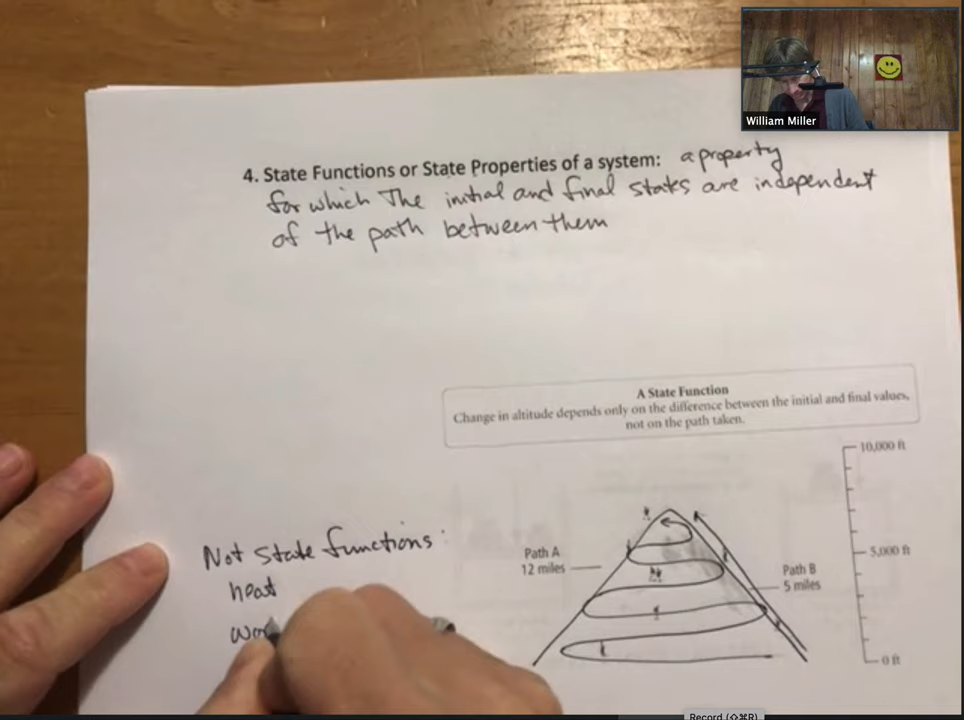 William Miller
4. State Functions or State Properties of a system: a property
for which The initial and final states are independent
of the path between them
A State Function
Change in altitude depends only on the difference between the initial and final values,
not on the path taken.
10,000 ft
Not State functions:
Path A
12 miles
5,000 ft
Path B
5 miles
heat
0 ft
Record (⇧⌘R)